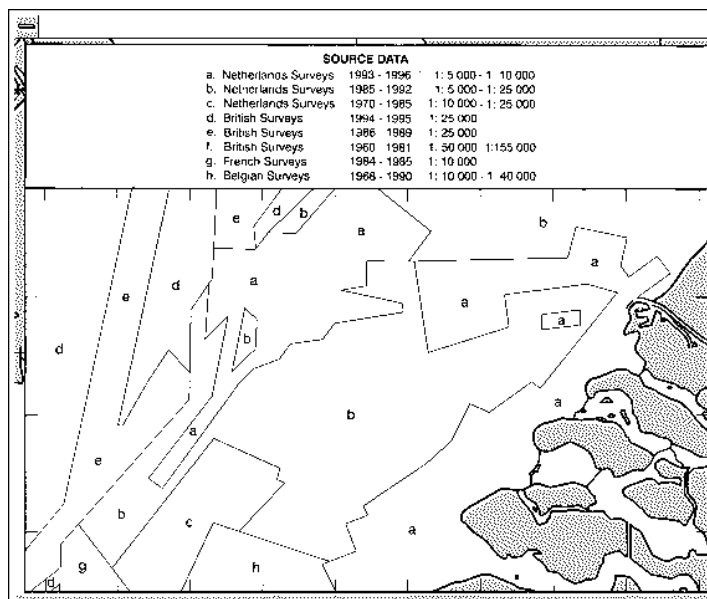 SOURCE DATA
a. Netherlands Surveys 1993 - 1996 1: 5 000 - 1: 10 000
b. Netherlands Surveys 1985 - 1992 1: 5 000 - 1: 25 000
c. Netherlands Surveys 1970 - 1985 1: 10 000 - 1: 25 000
d. British Surveys 1994 - 1995 1: 25 000
e. British Surveys 1986 - 1989 1: 25 000
f. British Surveys 1960 - 1981 1: 50 000 - 1:155 000
g. French Surveys 1984 - 1985 1: 10 000
h. Belgian Surveys 1968 - 1990 1: 10 000 - 1: 40 000
e d b a b
a
e d a a
a
d b
a
a b
e
b c a
d g h